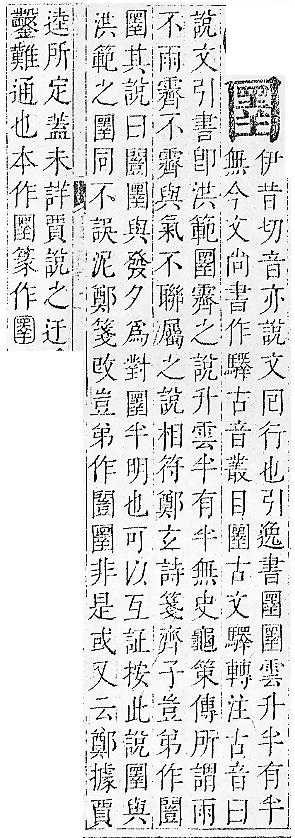 圛
伊昔切音亦說文囘行也引逸書圛圛雲升半有半
無今文尚書作驛古音叢目圛古文驛轉注古音曰
說文引書卽洪範圛霽之說升雲半有半無史龜策傳所謂雨
不雨霽不霽與氣不聯屬之說相符鄭玄詩箋齊子豈弟作闓
圛其說曰闓圛與發夕爲對圛半明也可以互証按此說圛與
洪範之圛同不誤泥鄭箋改豈弟作闓圛非是或又云鄭據賈
逵所定蓋未詳賈說之迂
鑿難通也本作圛篆作圛